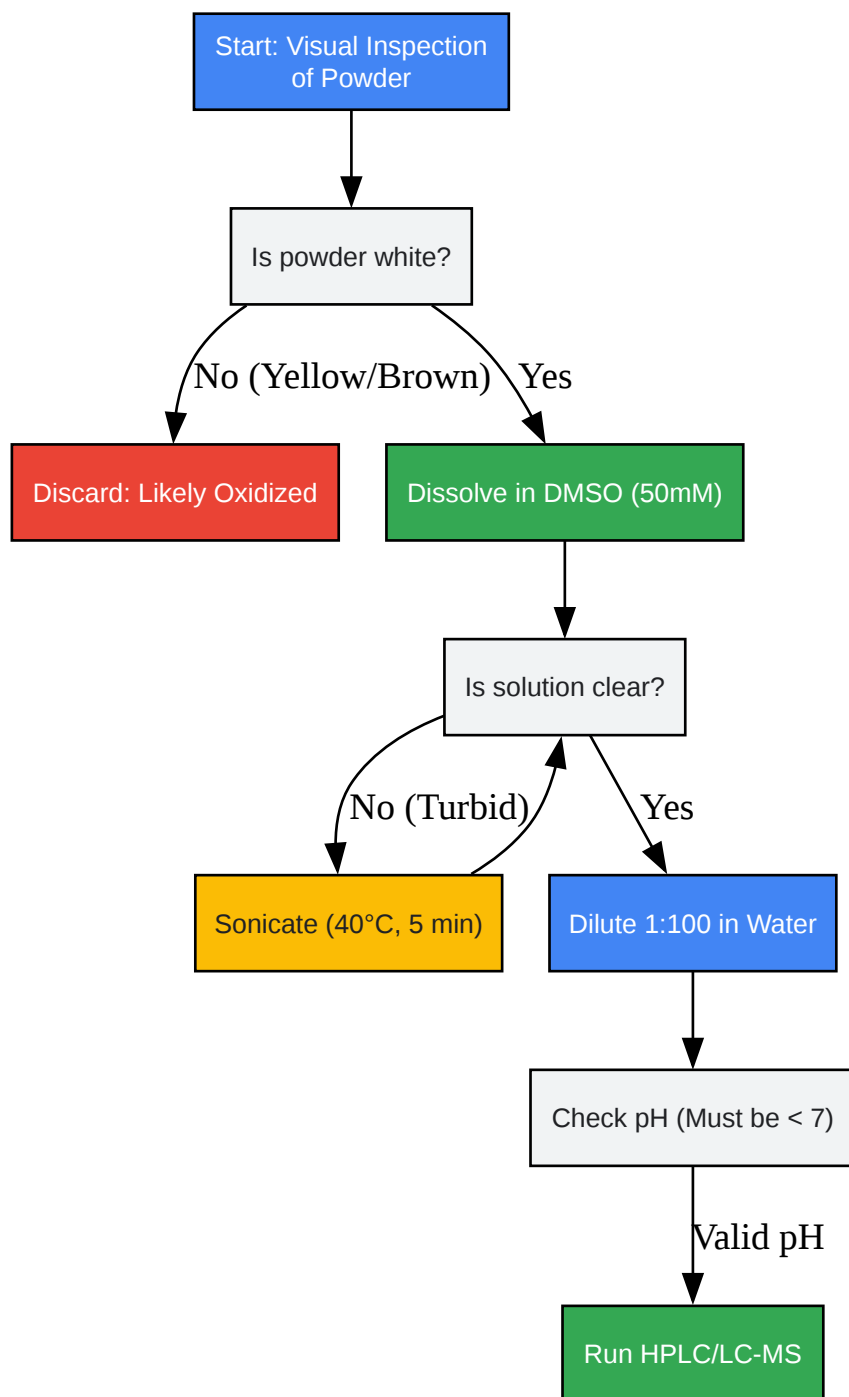 Start: Visual Inspection
of Powder
Is powder white?
No (Yellow/Brown)
Yes
Discard: Likely Oxidized
Dissolve in DMSO (50mM)
Is solution clear?
No (Turbid)
Yes
Sonicate (40°C, 5 min)
Dilute 1:100 in Water
Check pH (Must be < 7)
Valid pH
Run HPLC/LC-MS